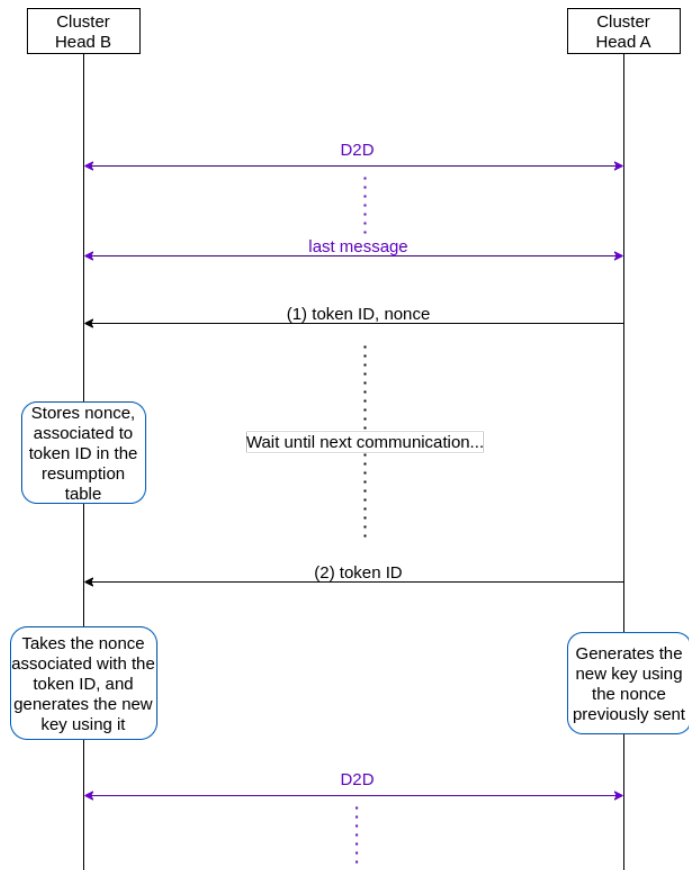 Cluster
Head B
Cluster
Head A
D2D
last message
(1) token ID, nonce
Stores nonce,
associated to
token ID in the
resumption
table
Wait until next communication...
(2) token ID
Takes the nonce
associated with the
token ID, and
generates the new
key using it
Generates the
new key using
the nonce
previously sent
D2D